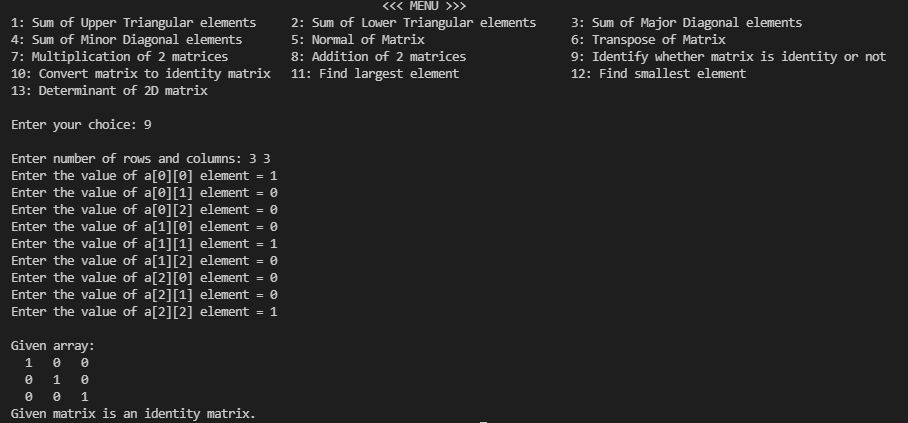 <<< MENU >>>
1: Sum of Upper Triangular elements 2: Sum of Lower Triangular elements 3: Sum of Major Diagonal elements
4: Sum of Minor Diagonal elements 5: Normal of Matrix 6: Transpose of Matrix
7: Multiplication of 2 matrices 8: Addition of 2 matrices 9: Identify whether matrix is identity or not
10: Convert matrix to identity matrix 11: Find largest element 12: Find smallest element
13: Determinant of 2D matrix
Enter your choice: 9
Enter number of rows and columns: 3 3
Enter the value of a[0][0] element = 1
Enter the value of a[0][1] element = 0
Enter the value of a[0][2] element = 0
Enter the value of a[1][0] element = 0
Enter the value of a[1][1] element = 1
Enter the value of a[1][2] element = 0
Enter the value of a[2][0] element = 0
Enter the value of a[2][1] element = 0
Enter the value of a[2][2] element = 1
Given array:
1 0 0
0 1 0
0 0 1
Given matrix is an identity matrix.